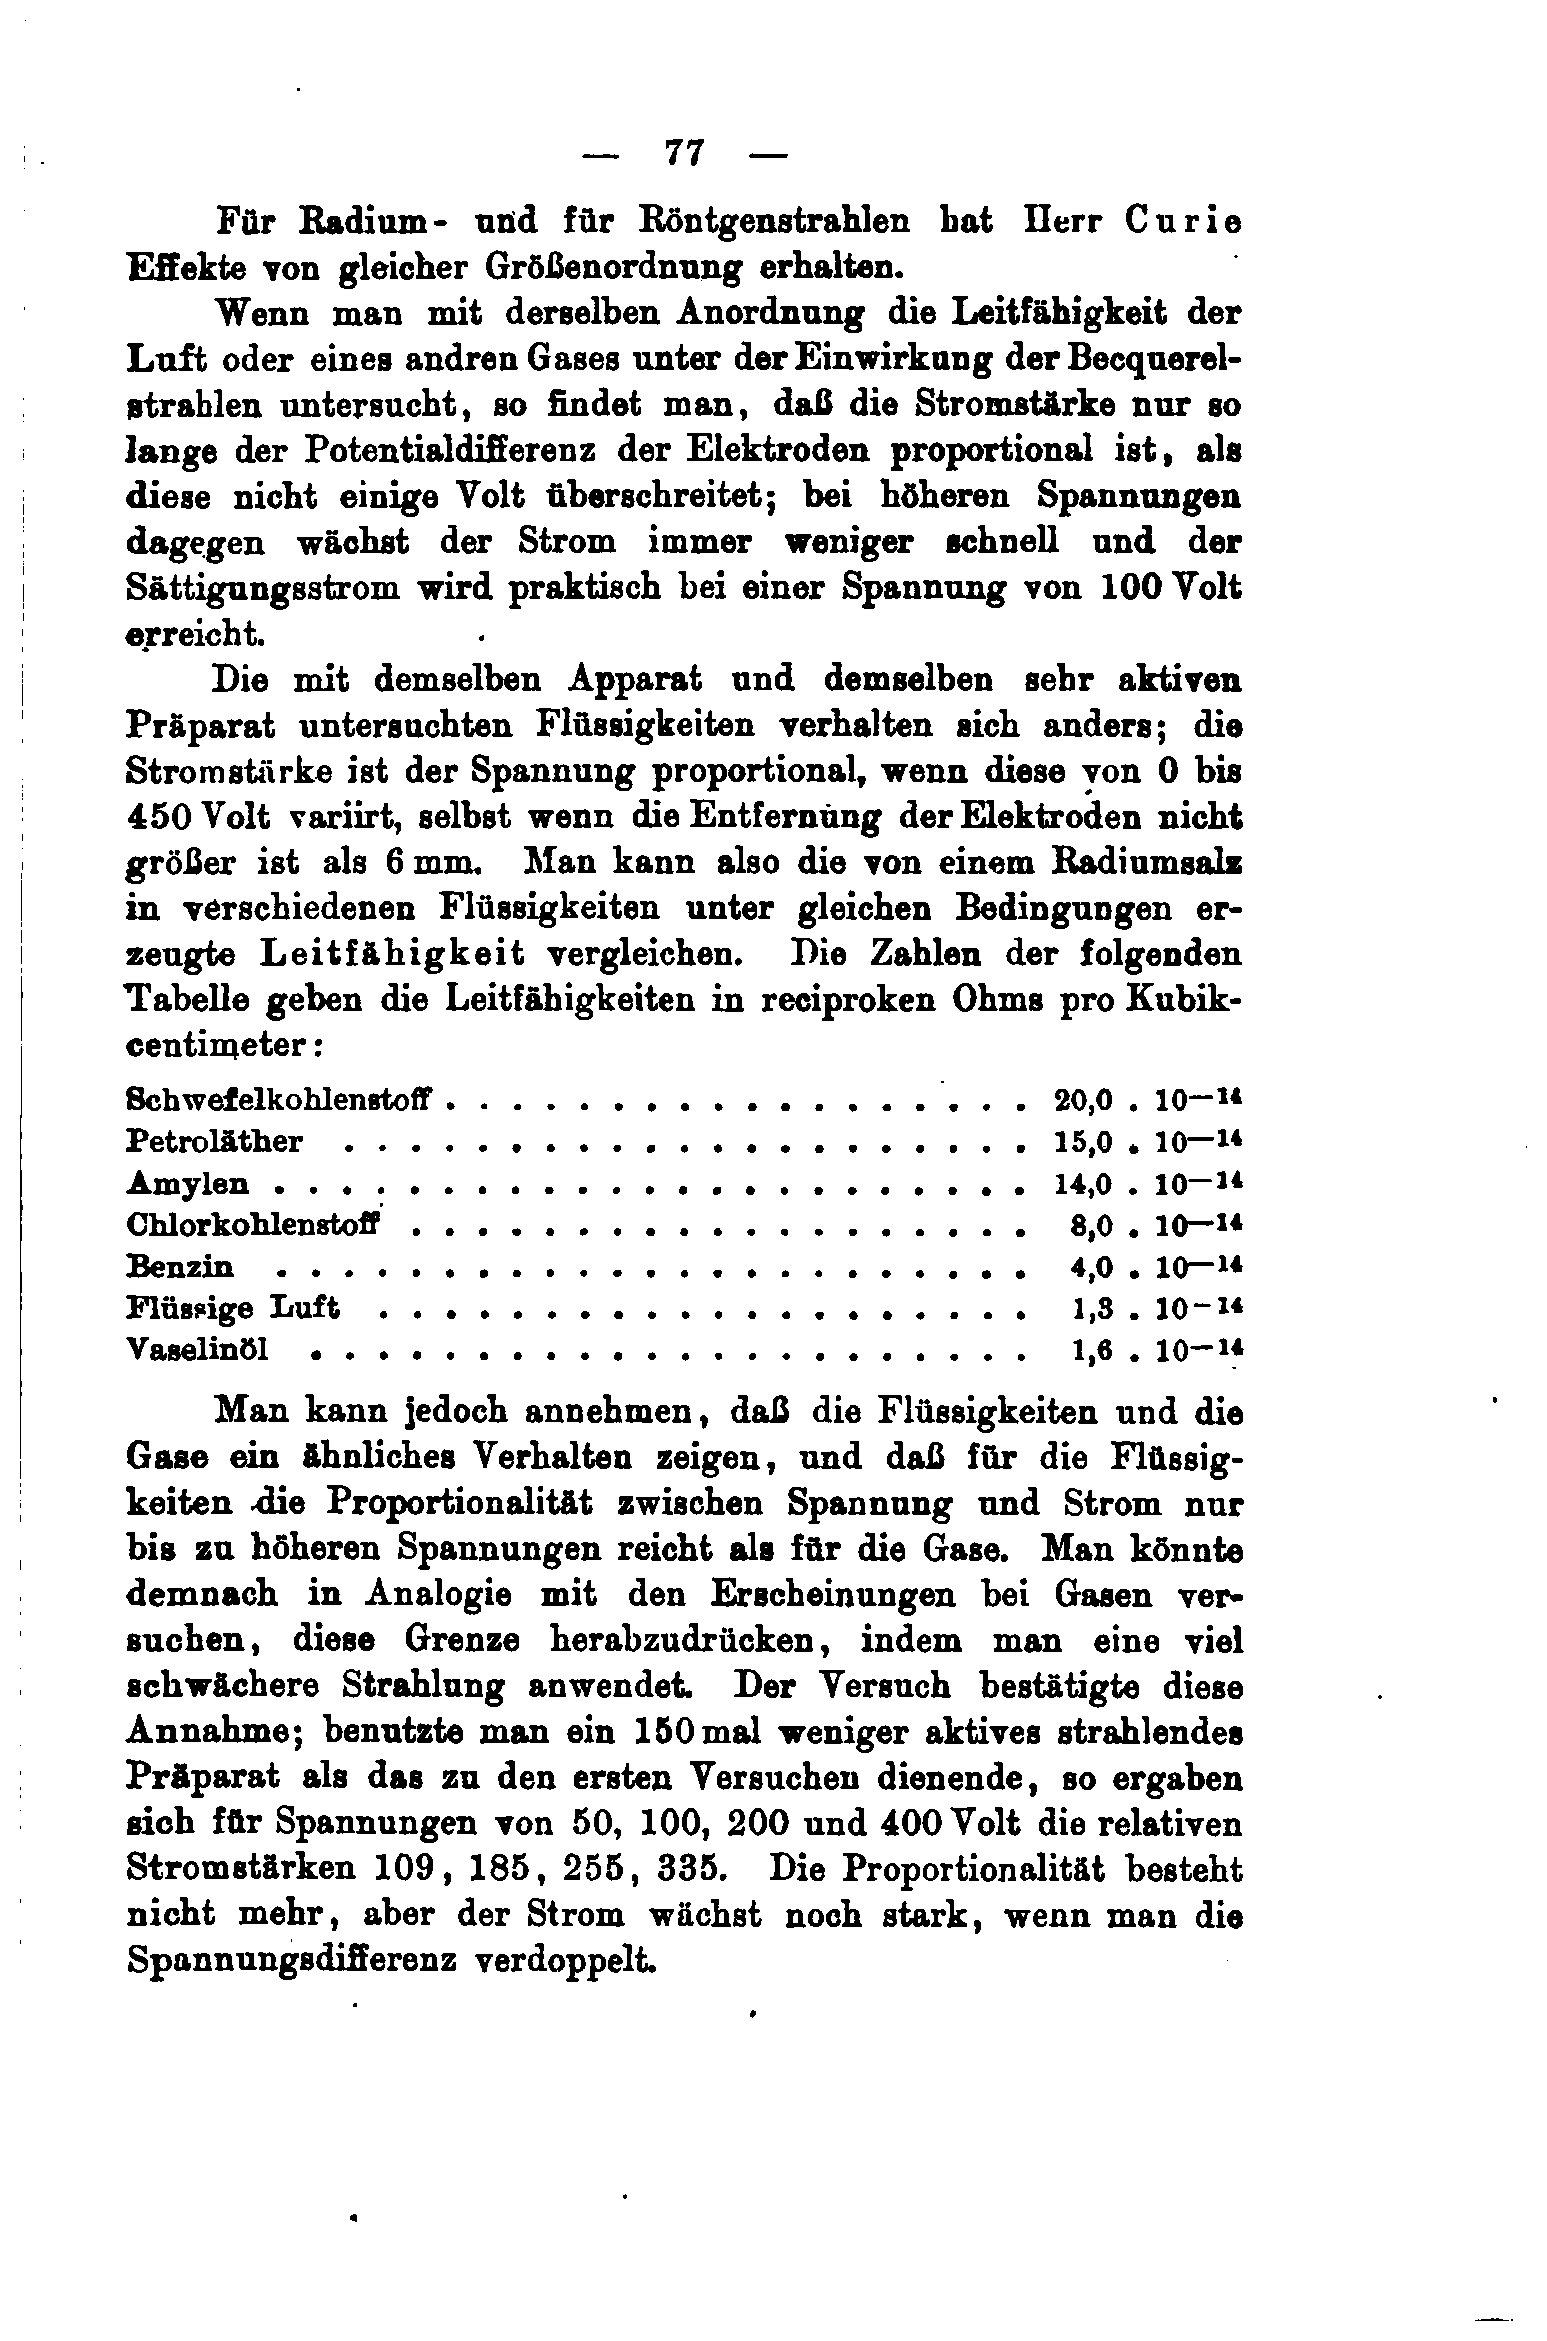 — 77 —
Für Radium- und für Röntgenstrahlen hat Herr Curie
Effekte von gleicher Größenordnung erhalten.
Wenn man mit derselben Anordnung die Leitfähigkeit der
Luft oder eines andren Gases unter der Einwirkung der Becquerel-
strahlen untersucht, so findet man, daß die Stromstärke nur so
lange der Potentialdifferenz der Elektroden proportional ist, als
diese nicht einige Volt überschreitet; bei höheren Spannungen
dagegen wächst der Strom immer weniger schnell und der
Sättigungsstrom wird praktisch bei einer Spannung von 100 Volt
erreicht.
Die mit demselben Apparat und demselben sehr aktiven
Präparat untersuchten Flüssigkeiten verhalten sich anders; die
Stromstärke ist der Spannung proportional, wenn diese von 0 bis
450 Volt variirt, selbst wenn die Entfernung der Elektroden nicht
größer ist als 6 mm. Man kann also die von einem Radiumsalz
in verschiedenen Flüssigkeiten unter gleichen Bedingungen er-
zeugte Leitfähigkeit vergleichen. Die Zahlen der folgenden
Tabelle geben die Leitfähigkeiten in reciproken Ohms pro Kubik-
centimeter:
Schwefelkohlenstoff . . . . . . . . . . . . . . . . . . 20,0 . 10—14
Petroläther . . . . . . . . . . . . . . . . . . . . . 15,0 . 10—14
Amylen . . . . . . . . . . . . . . . . . . . . . . . 14,0 . 10—14
Chlorkohlenstoff . . . . . . . . . . . . . . . . . . . 8,0 . 10—14
Benzin . . . . . . . . . . . . . . . . . . . . . . . 4,0 . 10—14
Flüssige Luft . . . . . . . . . . . . . . . . . . . . 1,3 . 10—14
Vaselinöl . . . . . . . . . . . . . . . . . . . . . . 1,6 . 10—14
Man kann jedoch annehmen, daß die Flüssigkeiten und die
Gase ein ähnliches Verhalten zeigen, und daß für die Flüssig-
keiten die Proportionalität zwischen Spannung und Strom nur
bis zu höheren Spannungen reicht als für die Gase. Man könnte
demnach in Analogie mit den Erscheinungen bei Gasen ver-
suchen, diese Grenze herabzudrücken, indem man eine viel
schwächere Strahlung anwendet. Der Versuch bestätigte diese
Annahme; benutzte man ein 150 mal weniger aktives strahlendes
Präparat als das zu den ersten Versuchen dienende, so ergaben
sich für Spannungen von 50, 100, 200 und 400 Volt die relativen
Stromstärken 109, 185, 255, 335. Die Proportionalität besteht
nicht mehr, aber der Strom wächst noch stark, wenn man die
Spannungsdifferenz verdoppelt.